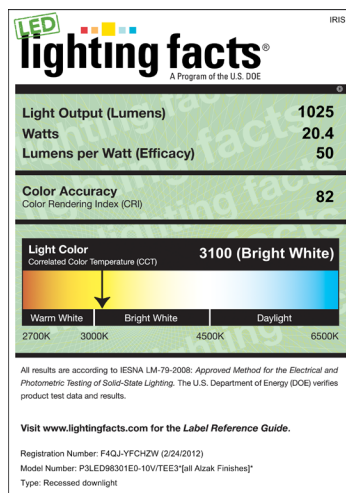 LED
IRIS
lighting facts®
A Program of the U.S. DOE
Light Output (Lumens) 1025
Watts 20.4
Lumens per Watt (Efficacy) 50
Color Accuracy
Color Rendering Index (CRI) 82
Light Color
Correlated Color Temperature (CCT) 3100 (Bright White)
Warm White Bright White Daylight
2700K 3000K 4500K 6500K
All results are according to IESNA LM-79-2008: Approved Method for the Electrical and
Photometric Testing of Solid-State Lighting. The U.S. Department of Energy (DOE) verifies
product test data and results.
Visit www.lightingfacts.com for the Label Reference Guide.
Registration Number: F4QJ-YFCHZW (2/24/2012)
Model Number: P3LED98301E0-10V/TEE3*[all Alzak Finishes]*
Type: Recessed downlight